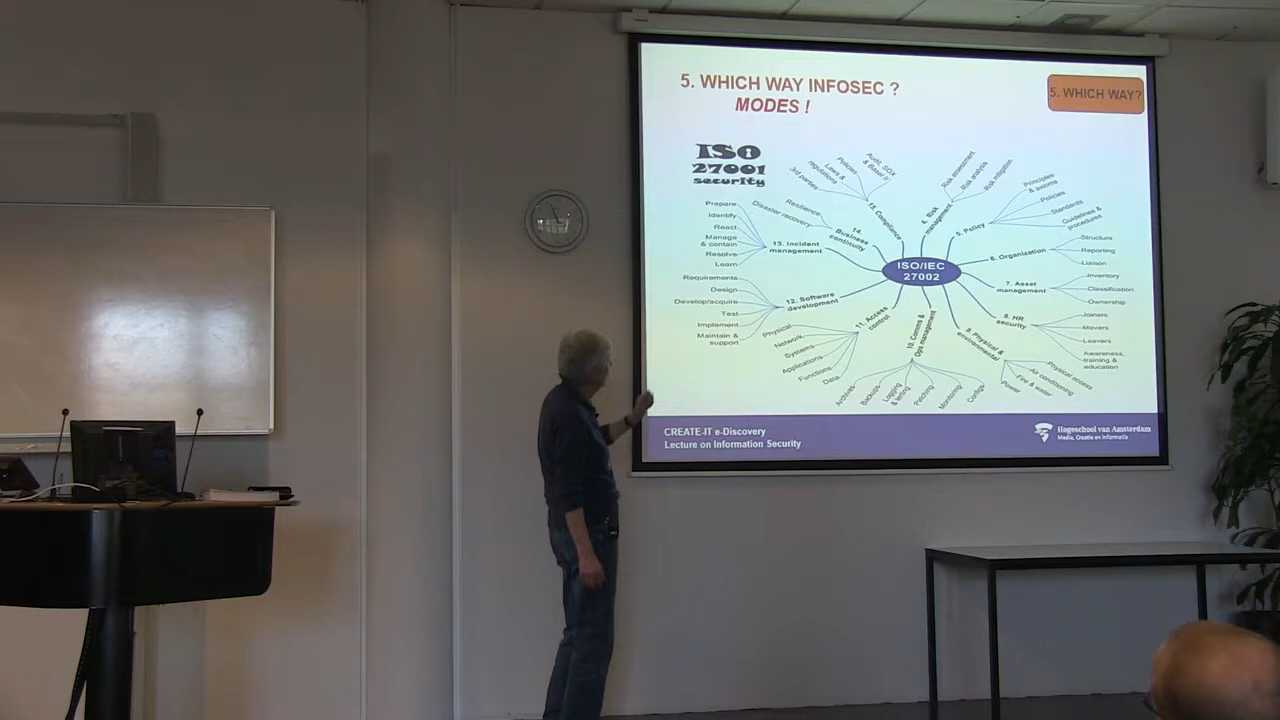 5. WHICH WAY INFOSEC ?
MODES !
5. WHICH WAY?
ISO
27001
security
ISO/IEC
27002
4. Risk
management
Risk assessment
Risk analysis
Risk mitigation
5. Policy
Principles
& axioms
Policies
Standards
Guidelines &
procedures
6. Organization
Structure
Reporting
Liaison
7. Asset
management
Inventory
Classification
Ownership
8. HR
security
Joiners
Movers
Leavers
Awareness,
training &
education
9. Physical &
environmental
Physical access
Air conditioning
Fire & water
Power
10. Comms &
Ops management
Archives
Backups
Logging
Patching
Monitoring
Configs
11. Access
control
Physical
Network
Systems
Applications
Functions
Data
12. Software
development
Requirements
Design
Develop/acquire
Test
Implement
Maintain &
support
13. Incident
management
Prepare
Identify
React
Manage
& contain
Resolve
Learn
14.
Business
continuity
Resilience
Disaster recovery
15. Compliance
3rd parties
Laws &
regulations
Policies
Audit, SOX
& Basel II
CREATE-IT e-Discovery
Lecture on Information Security
Hogeschool van Amsterdam
Media, Creatie en Informatie